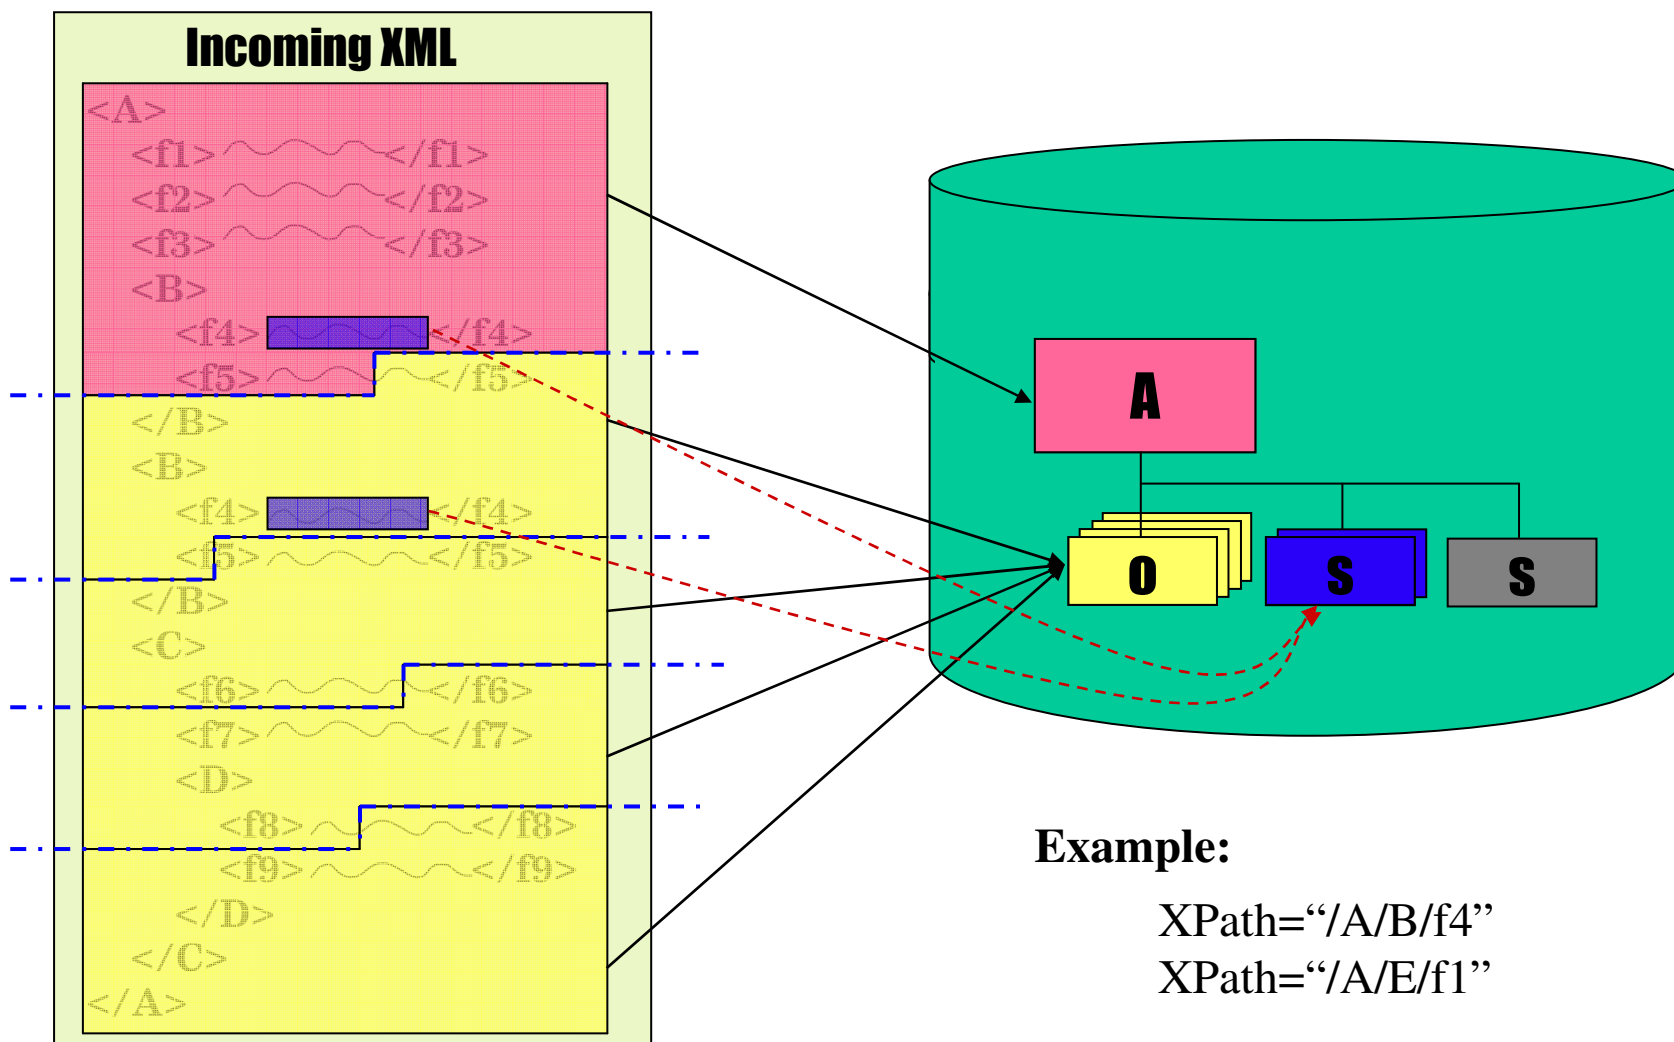 Incoming XML
<A>
<f1> </f1>
<f2> </f2>
<f3> </f3>
<B>
<f4> </f4>
<f5> </f5>
</B>
<B>
<f4> </f4>
<f5> </f5>
</B>
<C>
<f6> </f6>
<f7> </f7>
<D>
<f8> </f8>
<f9> </f9>
</D>
</C>
</A>
A
O
S
S
Example:
XPath=“/A/B/f4”
XPath=“/A/E/f1”